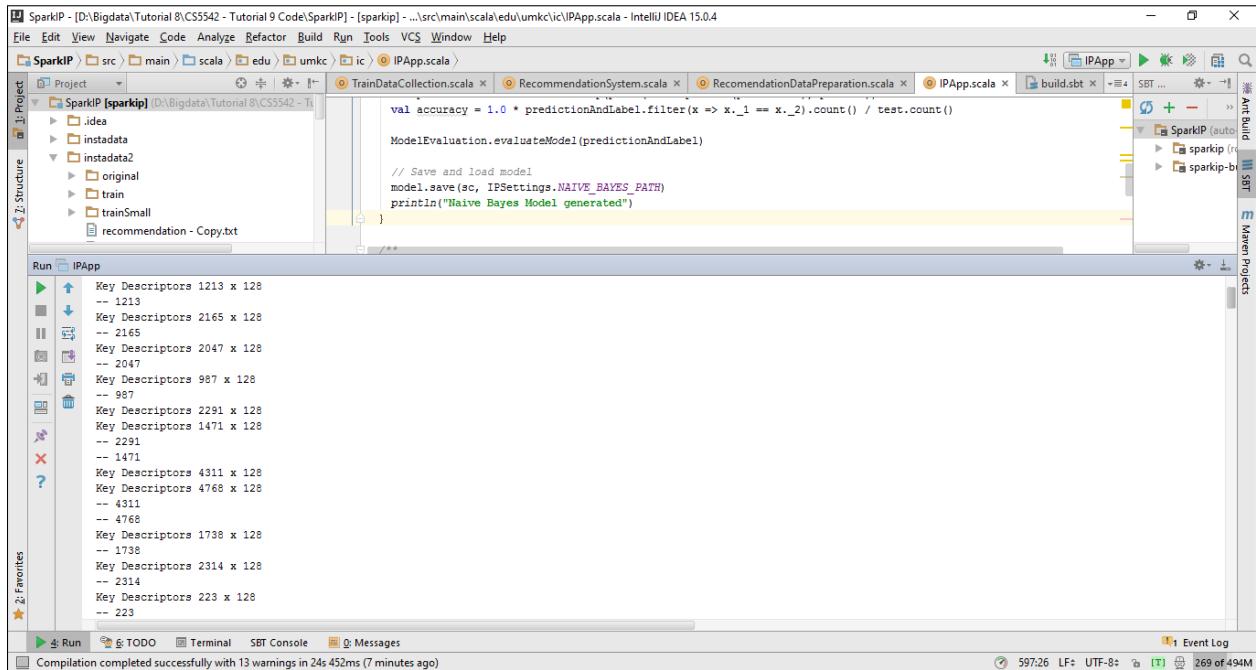 SparkIP - [D:\Bigdata\Tutorial 8\CS5542 - Tutorial 9 Code\SparkIP] - [sparkip] - ...\src\main\scala\edu\umkc\ic\IPApp.scala - IntelliJ IDEA 15.0.4
File Edit View Navigate Code Analyze Refactor Build Run Tools VCS Window Help
SparkIP src main scala edu umkc ic IPApp.scala
IPApp
Project
TrainDataCollection.scala RecommendationSystem.scala RecomendationDataPreparation.scala IPApp.scala build.sbt
SBT ...
1: Project
7: Structure
2: Favorites
SparkIP [sparkip] (D:\Bigdata\Tutorial 8\CS5542 - Tu
.idea
instadata
instadata2
original
train
trainSmall
recommendation - Copy.txt
val accuracy = 1.0 * predictionAndLabel.filter(x => x._1 == x._2).count() / test.count()
ModelEvaluation.evaluateModel(predictionAndLabel)
// Save and load model
model.save(sc, IPSettings.NAIVE_BAYES_PATH)
println("Naive Bayes Model generated")
}
/**
SparkIP (auto-
sparkip (ro
sparkip-bu
Ant Build
SBT
Maven Projects
Run IPApp
Key Descriptors 1213 x 128
-- 1213
Key Descriptors 2165 x 128
-- 2165
Key Descriptors 2047 x 128
-- 2047
Key Descriptors 987 x 128
-- 987
Key Descriptors 2291 x 128
Key Descriptors 1471 x 128
-- 2291
-- 1471
Key Descriptors 4311 x 128
Key Descriptors 4768 x 128
-- 4311
-- 4768
Key Descriptors 1738 x 128
-- 1738
Key Descriptors 2314 x 128
-- 2314
Key Descriptors 223 x 128
-- 223
4: Run 6: TODO Terminal SBT Console 0: Messages
1 Event Log
Compilation completed successfully with 13 warnings in 24s 452ms (7 minutes ago)
597:26 LF UTF-8 [T] 269 of 494M